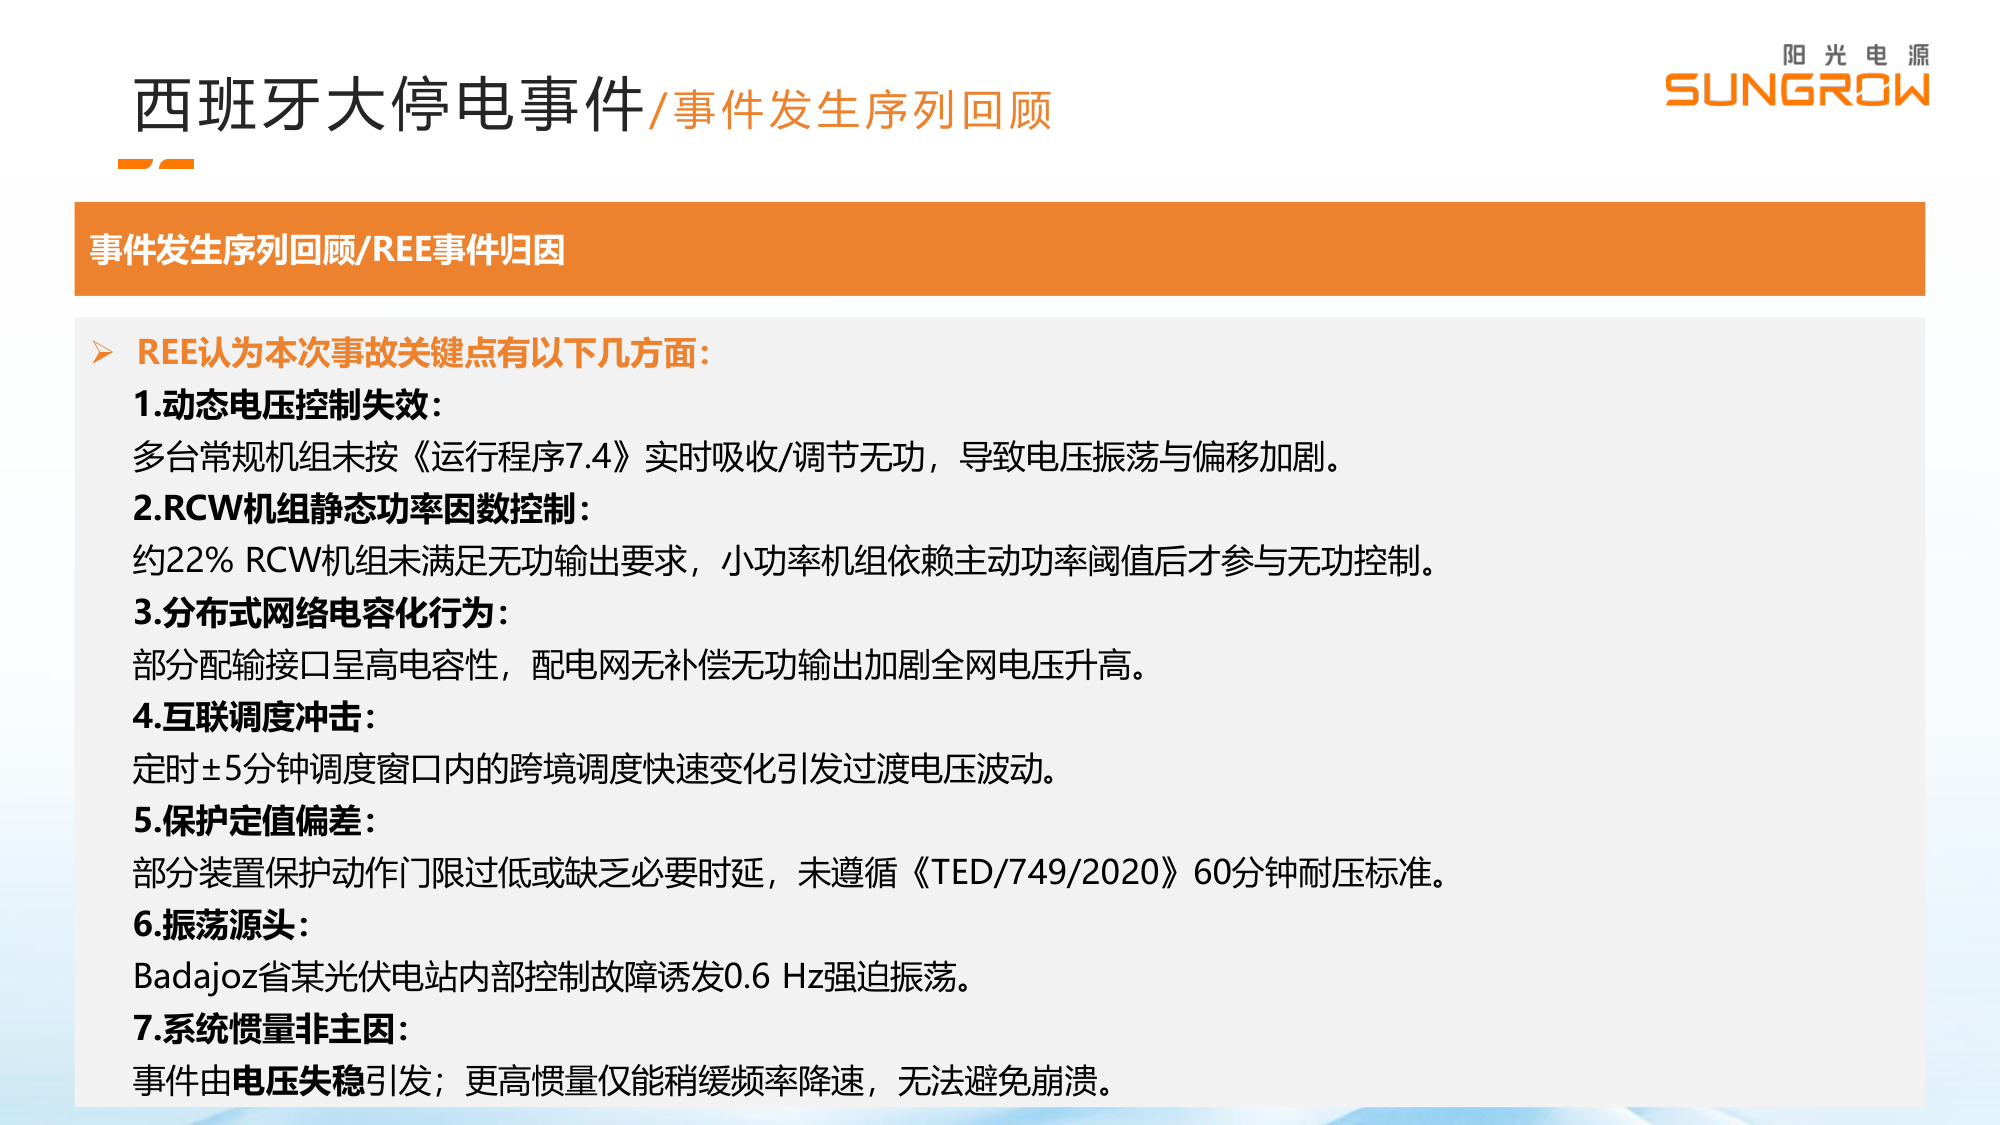 西班牙大停电事件/事件发生序列回顾
阳光电源
SUNGROW
事件发生序列回顾/REE事件归因
➢ REE认为本次事故关键点有以下几方面：
1.动态电压控制失效：
多台常规机组未按《运行程序7.4》实时吸收/调节无功，导致电压振荡与偏移加剧。
2.RCW机组静态功率因数控制：
约22% RCW机组未满足无功输出要求，小功率机组依赖主动功率阈值后才参与无功控制。
3.分布式网络电容化行为：
部分配输接口呈高电容性，配电网无补偿无功输出加剧全网电压升高。
4.互联调度冲击：
定时±5分钟调度窗口内的跨境调度快速变化引发过渡电压波动。
5.保护定值偏差：
部分装置保护动作门限过低或缺乏必要时延，未遵循《TED/749/2020》60分钟耐压标准。
6.振荡源头：
Badajoz省某光伏电站内部控制故障诱发0.6 Hz强迫振荡。
7.系统惯量非主因：
事件由电压失稳引发；更高惯量仅能稍缓频率降速，无法避免崩溃。